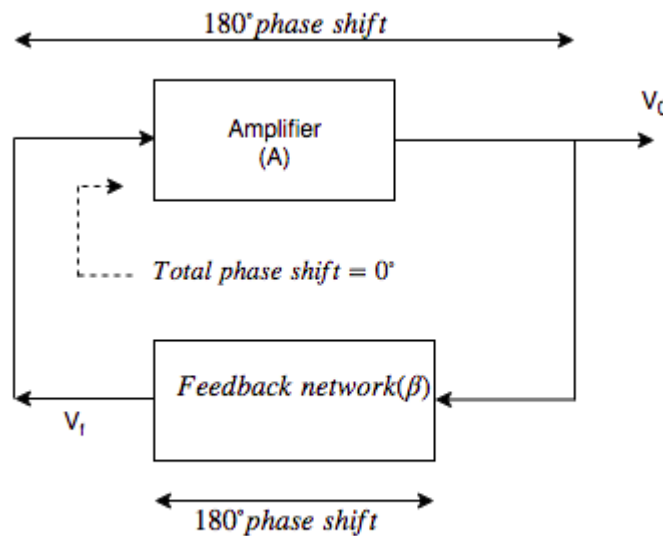 180° phase shift
V₀
Amplifier
(A)
Total phase shift = 0°
Feedback network(β)
Vf
180° phase shift